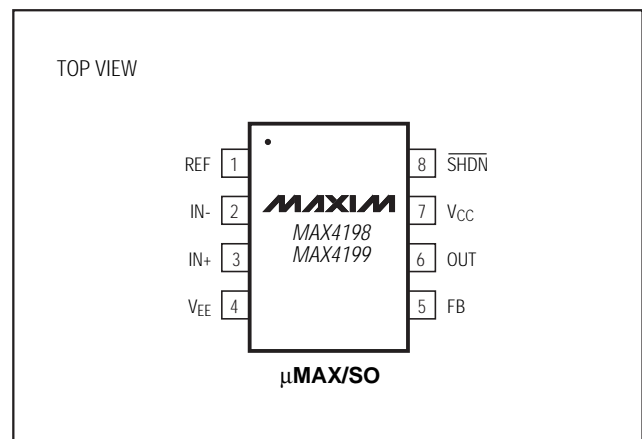 TOP VIEW
REF 1
IN- 2
IN+ 3
VEE 4
8 SHDN
7 VCC
6 OUT
5 FB
MAXIM
MAX4198
MAX4199
µMAX/SO